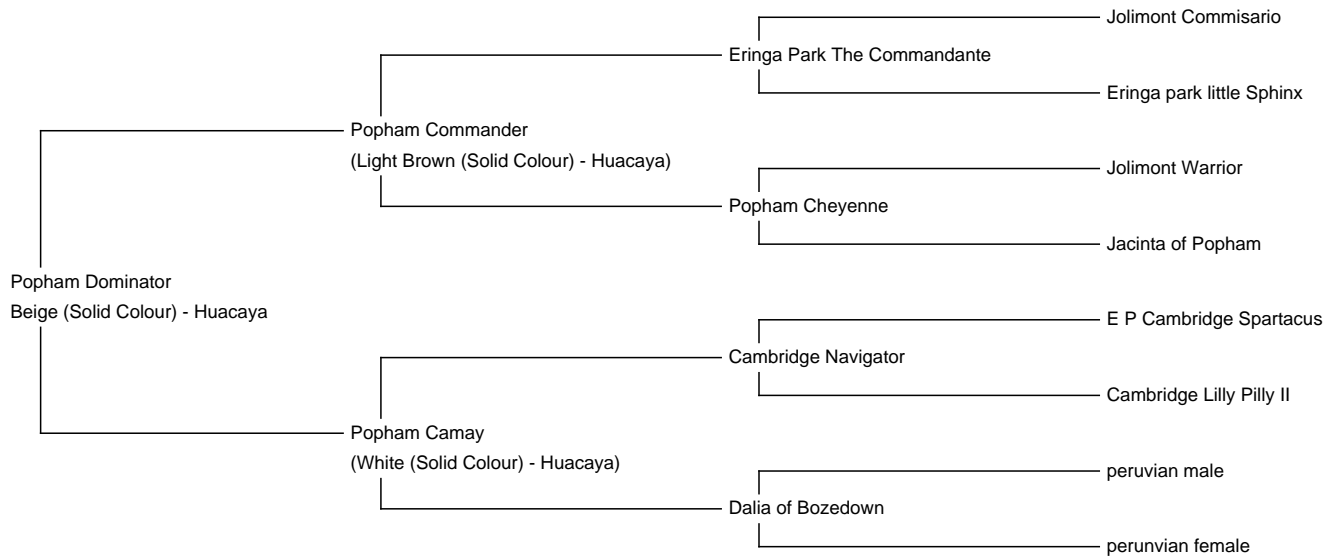 Jolimont Commisario
Eringa Park The Commandante
Eringa park little Sphinx
Popham Commander
(Light Brown (Solid Colour) - Huacaya)
Jolimont Warrior
Popham Cheyenne
Jacinta of Popham
Popham Dominator
Beige (Solid Colour) - Huacaya
E P Cambridge Spartacus
Cambridge Navigator
Cambridge Lilly Pilly II
Popham Camay
(White (Solid Colour) - Huacaya)
peruvian male
Dalia of Bozedown
perunvian female